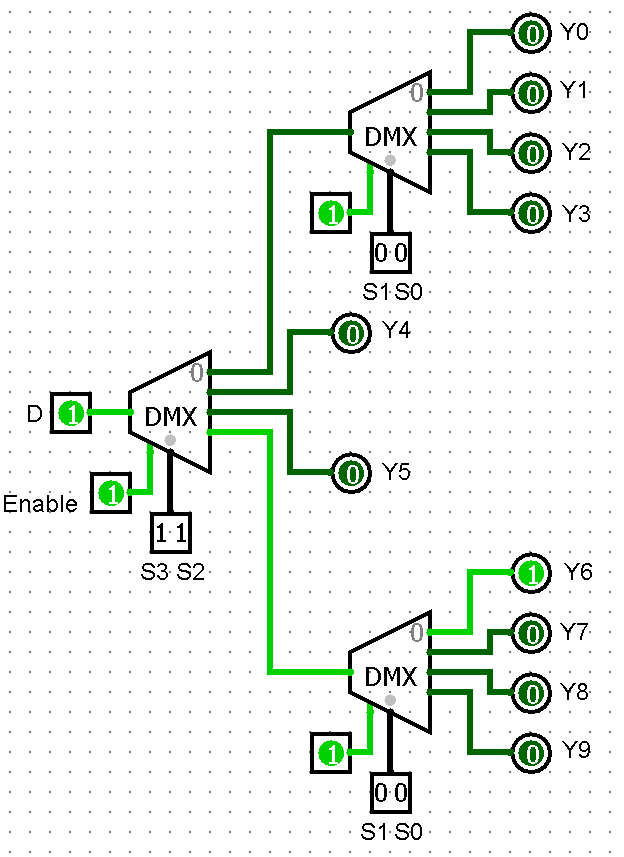 0 Y0
0 0 Y1
DMX
0 Y2
1
0 Y3
0 0
S1 S0
0 Y4
0
D 1 DMX
0 Y5
Enable 1
1 1
S3 S2
1 Y6
0 0 Y7
DMX
0 Y8
1 0 Y9
0 0
S1 S0